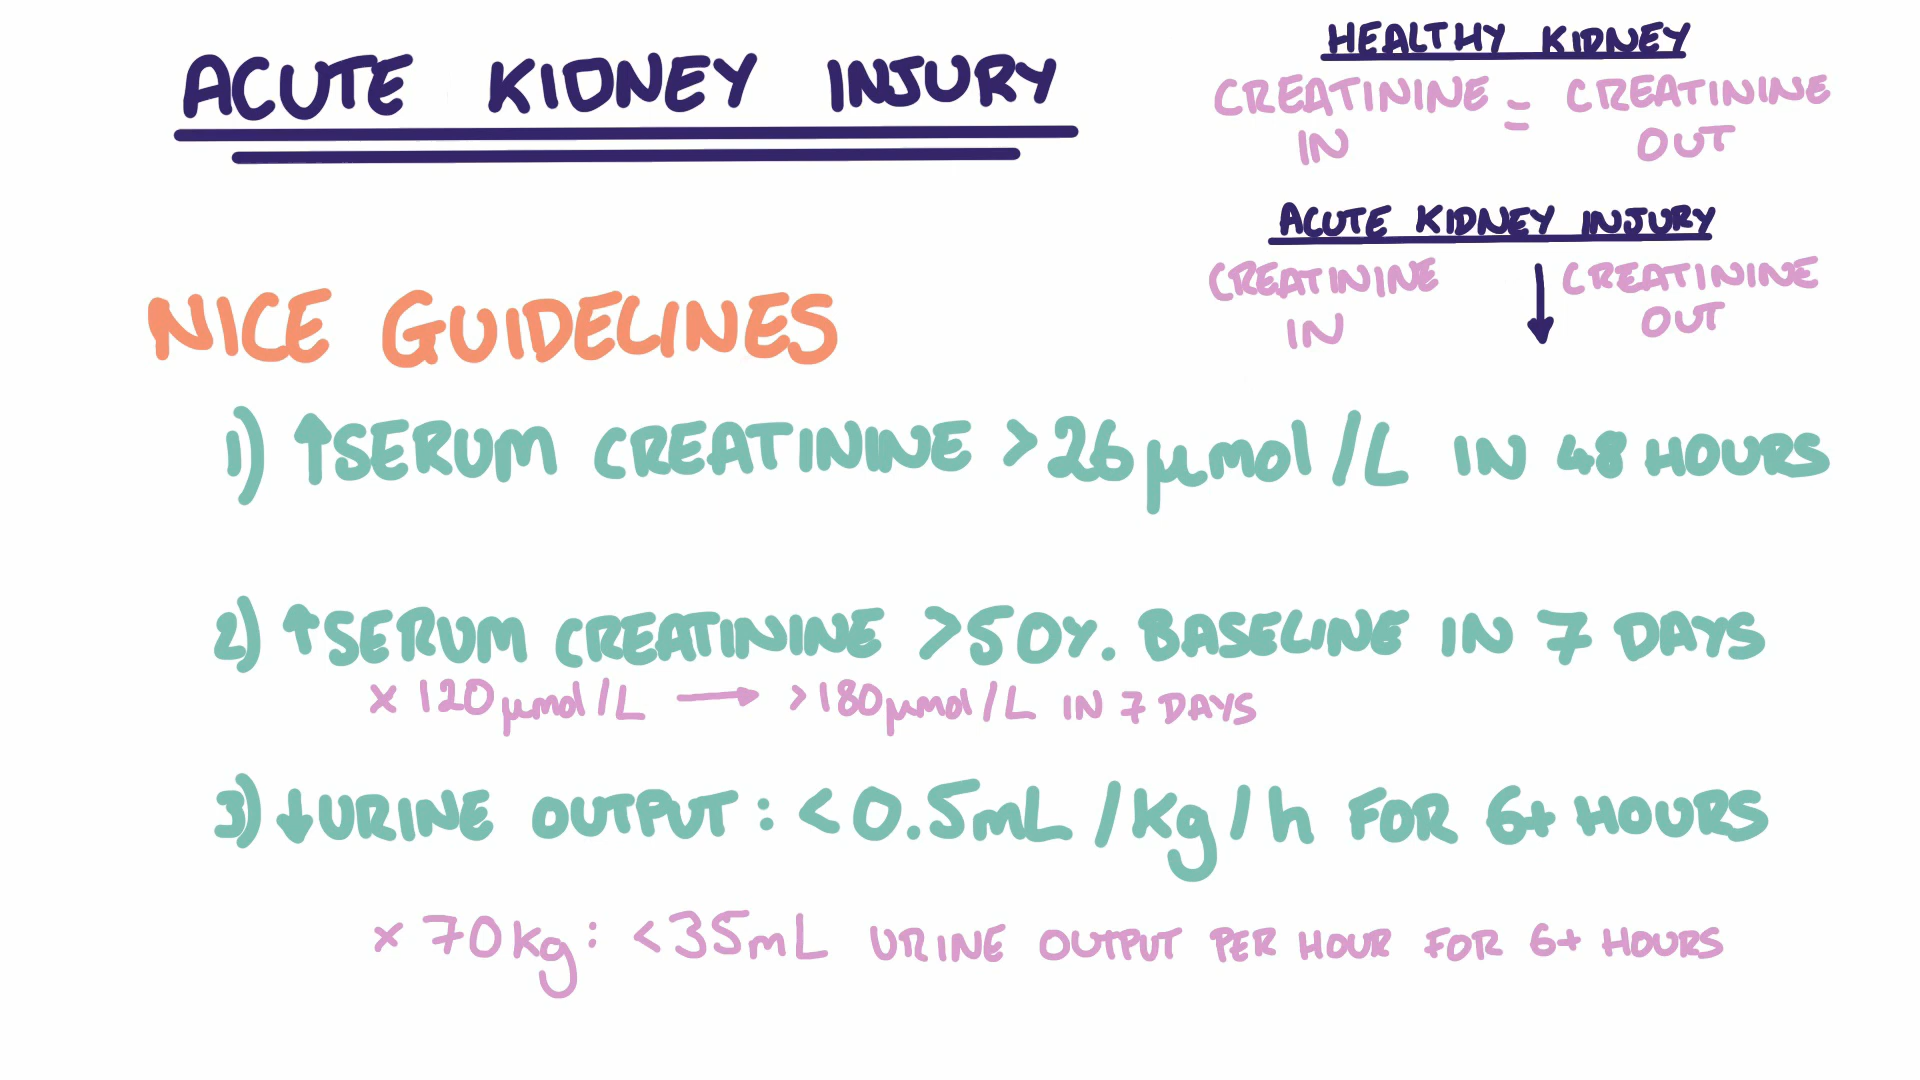 ACUTE KIDNEY INJURY
HEALTHY KIDNEY
CREATININE = CREATININE
IN OUT
ACUTE KIDNEY INJURY
CREATININE ↓ CREATININE
IN OUT
NICE GUIDELINES
1) ↑SERUM CREATININE >26µmol/L IN 48 HOURS
2) ↑SERUM CREATININE >50%. BASELINE IN 7 DAYS
x 120µmol/L → >180µmol/L IN 7 DAYS
3) ↓URINE OUTPUT: <0.5mL/kg/h FOR 6+ HOURS
x 70kg: <35mL URINE OUTPUT PER HOUR FOR 6+ HOURS